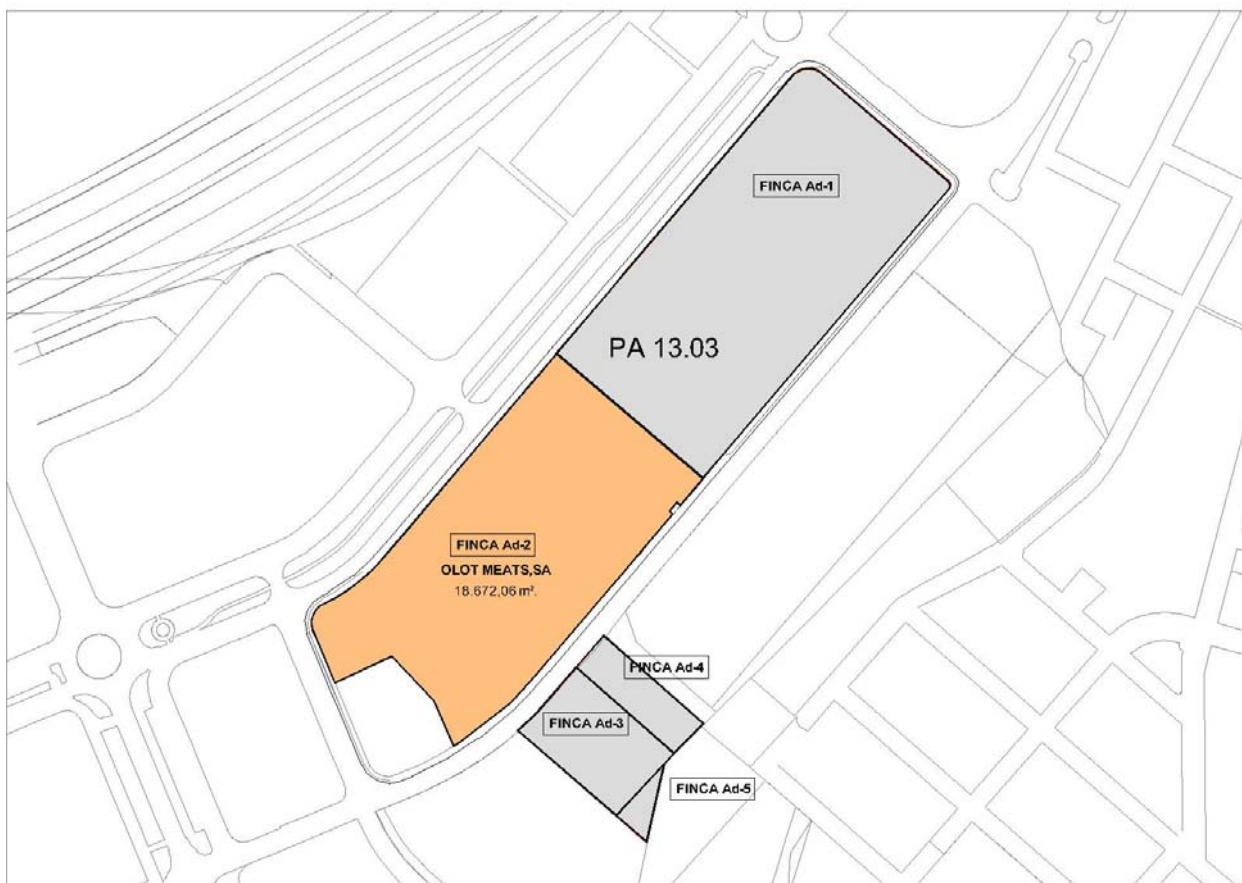 FINCA Ad-1
PA 13.03
FINCA Ad-2
OLOT MEATS,SA
18.672,06 m².
FINCA Ad-4
FINCA Ad-3
FINCA Ad-5